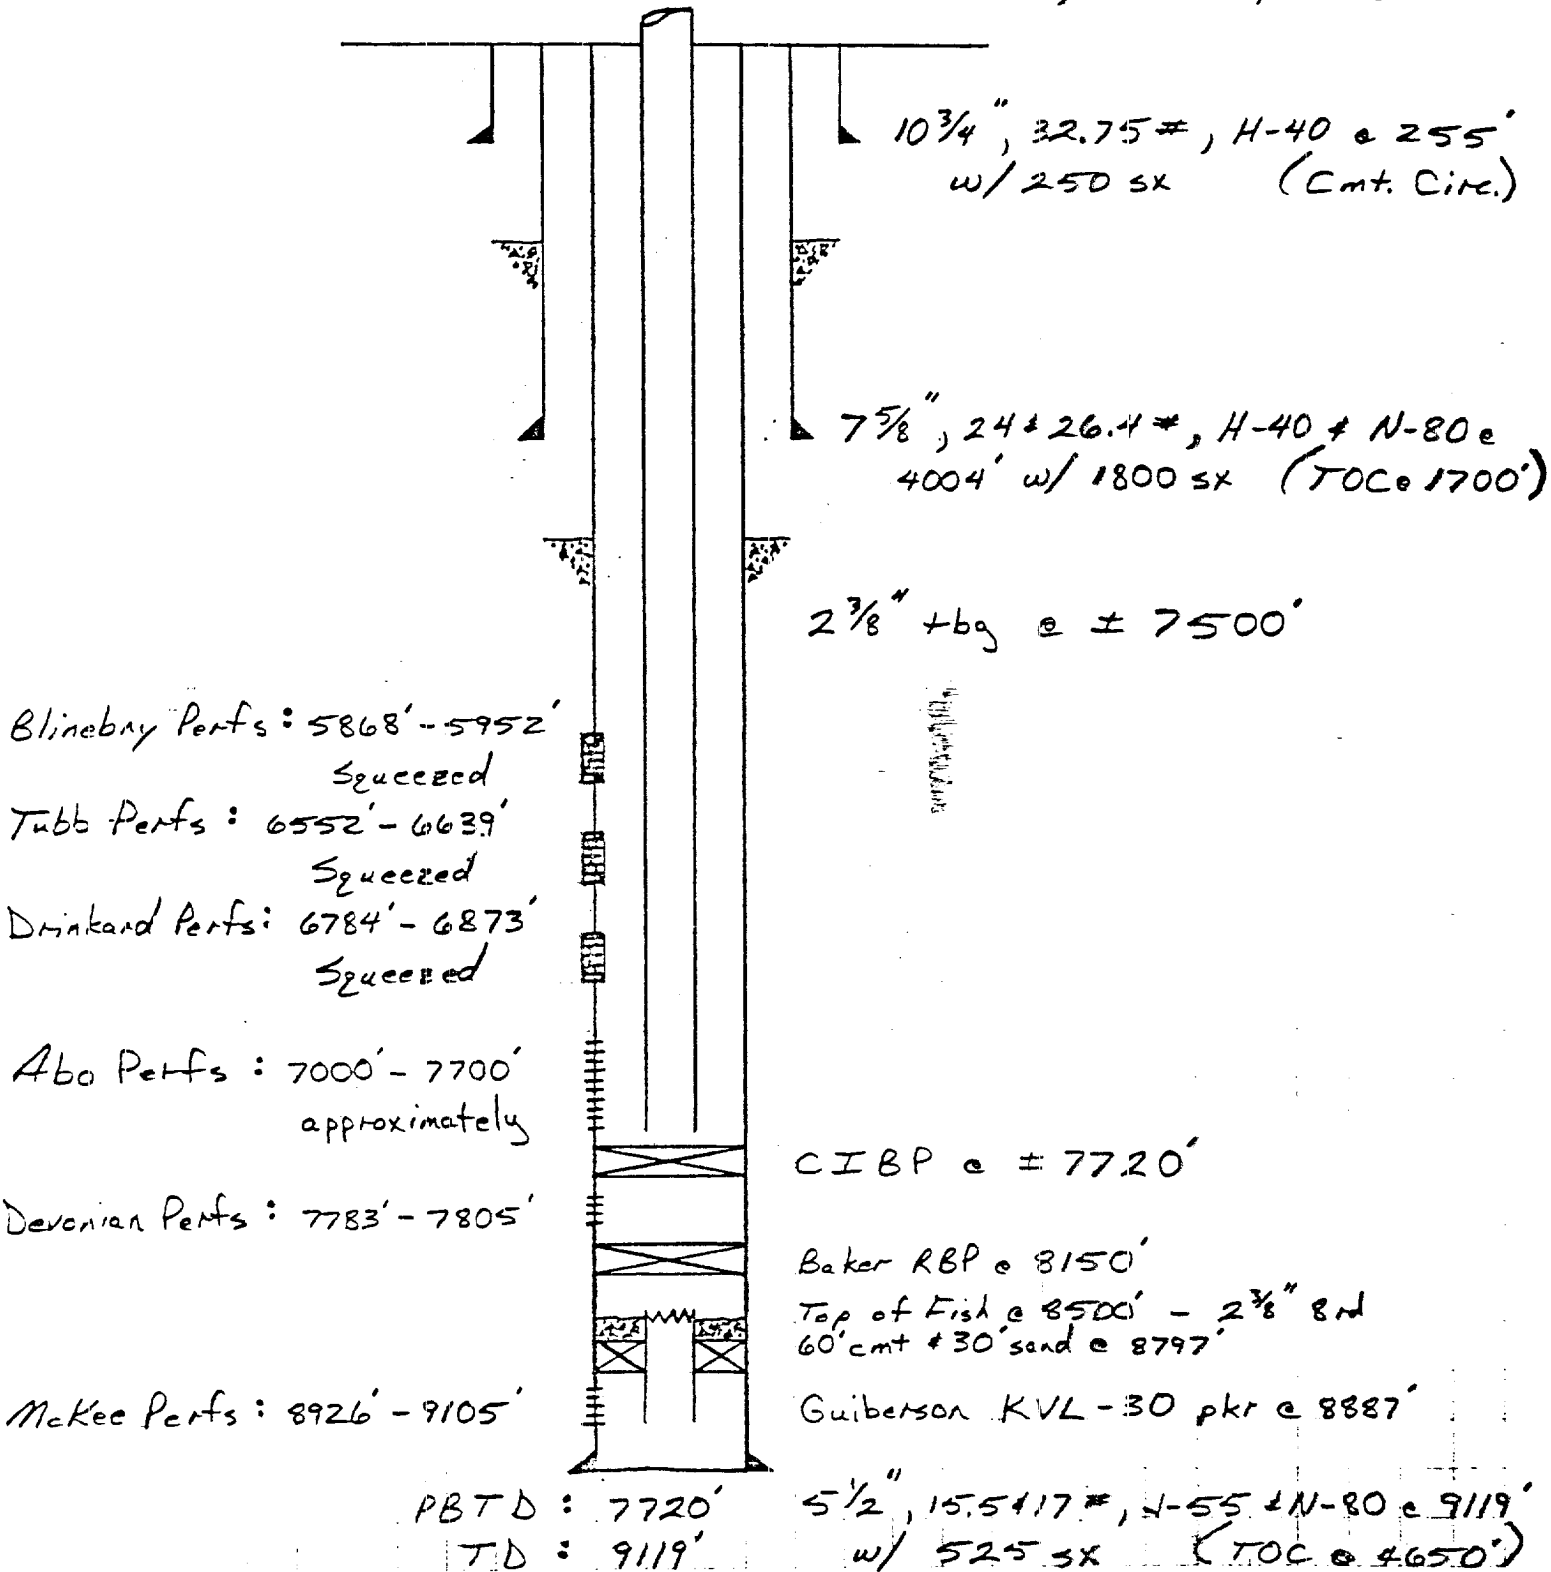 10 3/4", 32.75#, H-40 @ 255'
w/ 250 sx (Cmt. Circ.)
7 5/8", 24 & 26.4#, H-40 & N-80 @
4004' w/ 1800 sx (TOC @ 1700')
2 3/8" tbg @ ± 7500'
Blinebry Perfs : 5868' - 5952'
Squeezed
Tubb Perfs : 6552' - 6639'
Squeezed
Drinkard Perfs: 6784' - 6873'
Squeezed
Abo Perfs : 7000' - 7700'
approximately
CIBP @ ± 7720'
Devonian Perfs : 7783' - 7805'
Baker RBP @ 8150'
Top of Fish @ 8500' - 2 3/8" 8rd
60' cmt & 30' sand @ 8797'
McKee Perfs : 8926' - 9105'
Guiberson KVL-30 pkr @ 8887'
PBTD : 7720'
TD : 9119'
5 1/2", 15.5 & 17#, J-55 & N-80 @ 9119'
w/ 525 sx (TOC @ 4650')